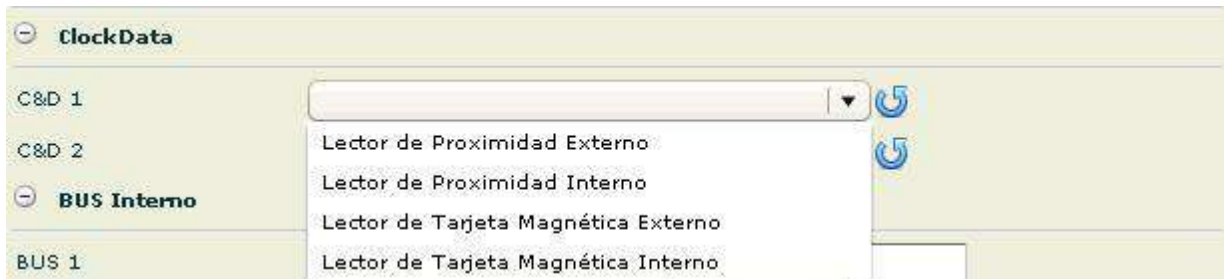 ClockData
C&D 1
Lector de Proximidad Externo
C&D 2
Lector de Proximidad Interno
BUS Interno
Lector de Tarjeta Magnética Externo
BUS 1
Lector de Tarjeta Magnética Interno